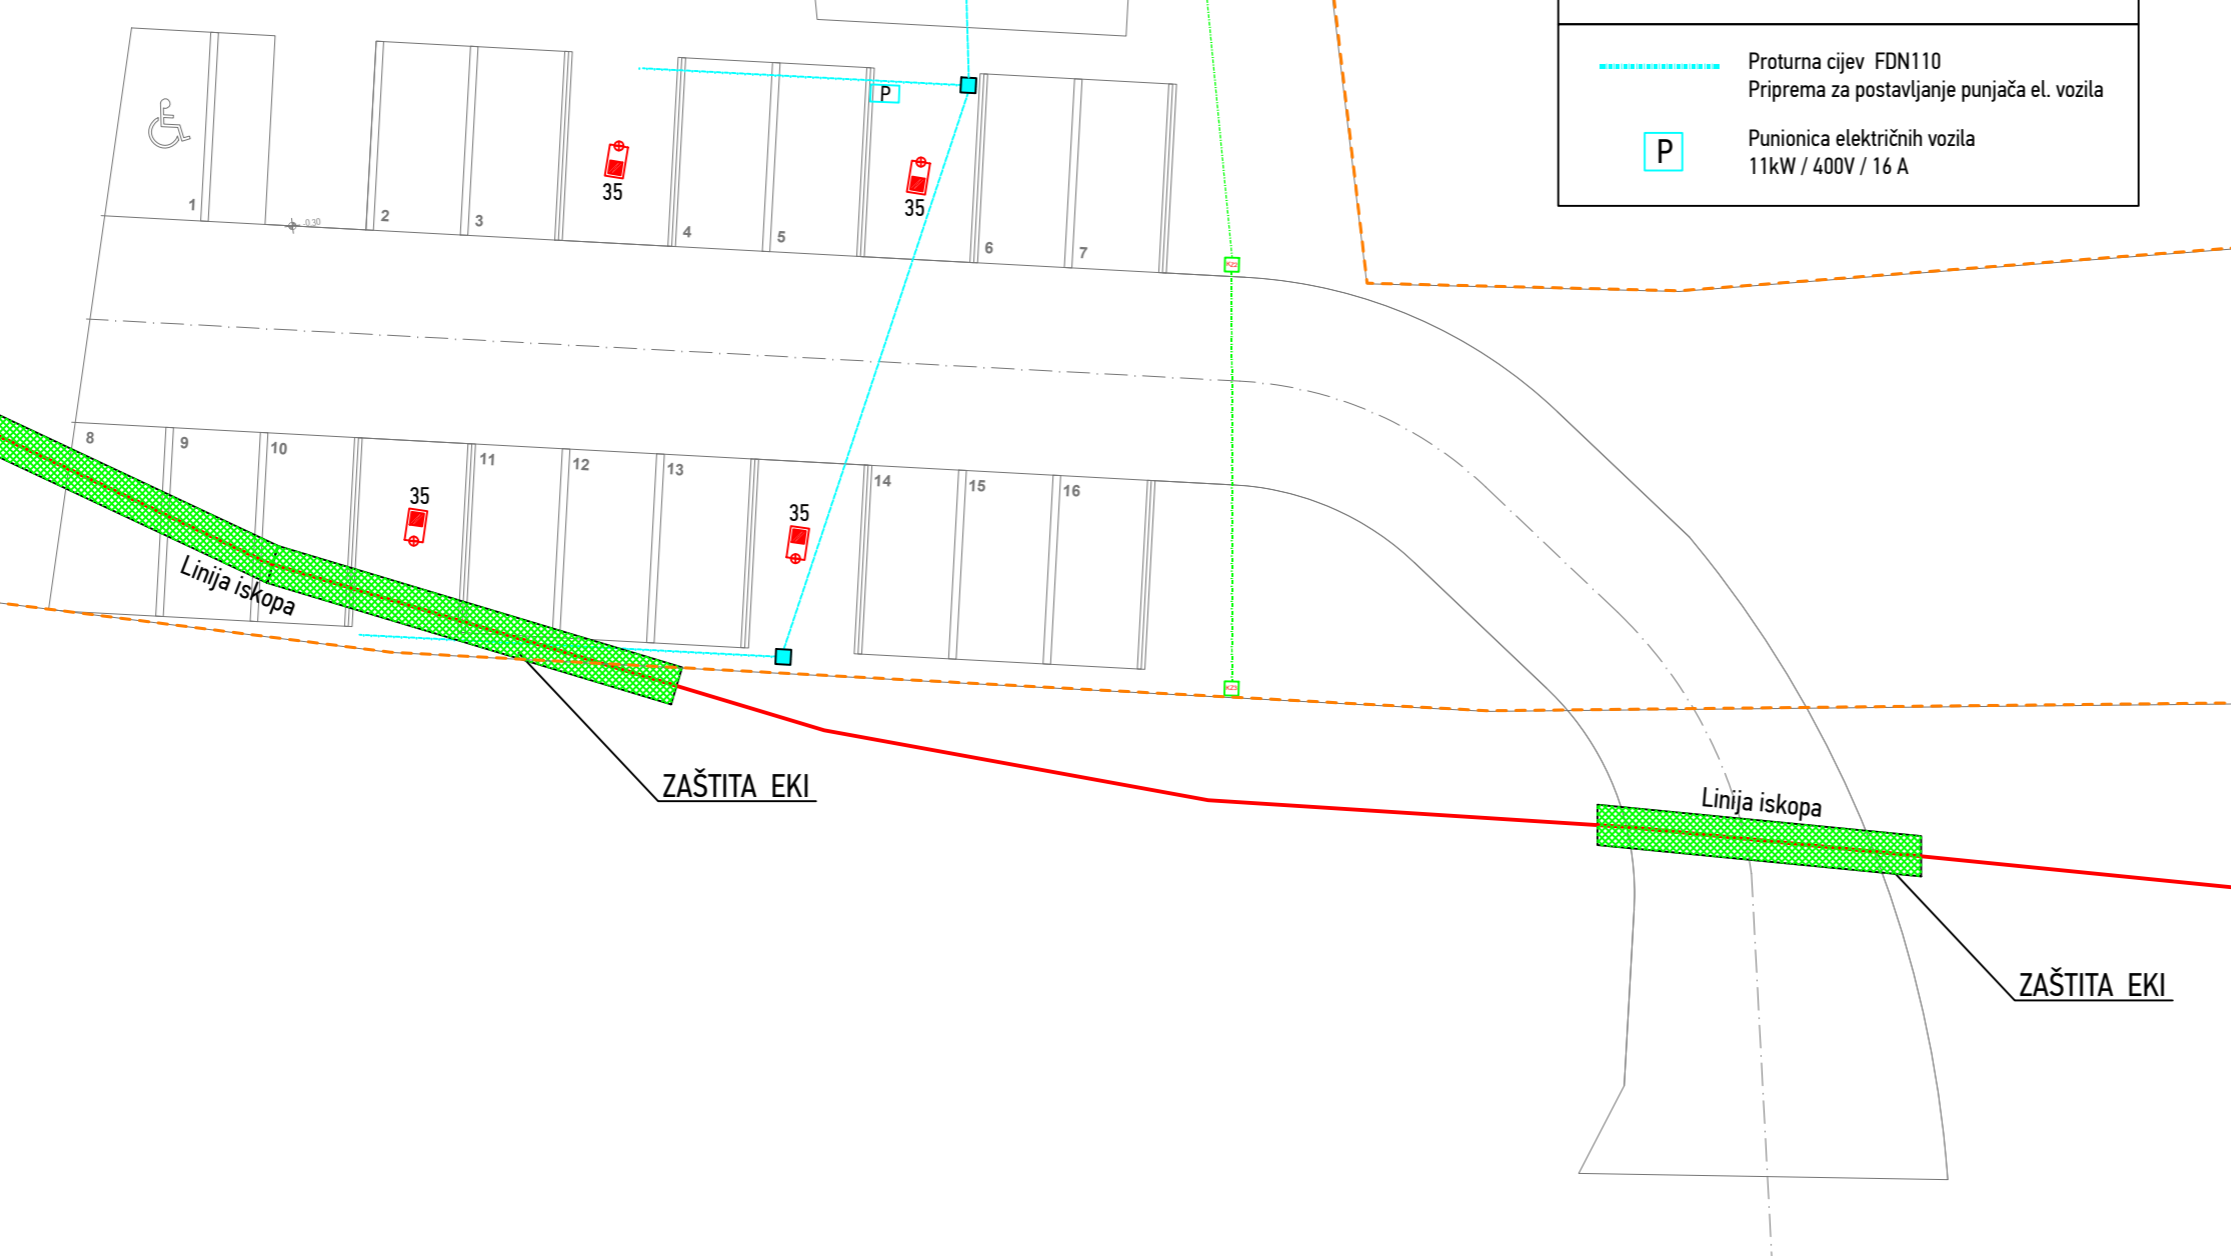 Proturna cijev FDN110
Priprema za postavljanje punjača el. vozila
P
Punionica električnih vozila
11kW / 400V / 16 A
P
35
35
1
2
3
4
5
6
7
8
9
10
11
12
13
14
15
16
35
35
Linija iskopa
ZAŠTITA EKI
Linija iskopa
ZAŠTITA EKI